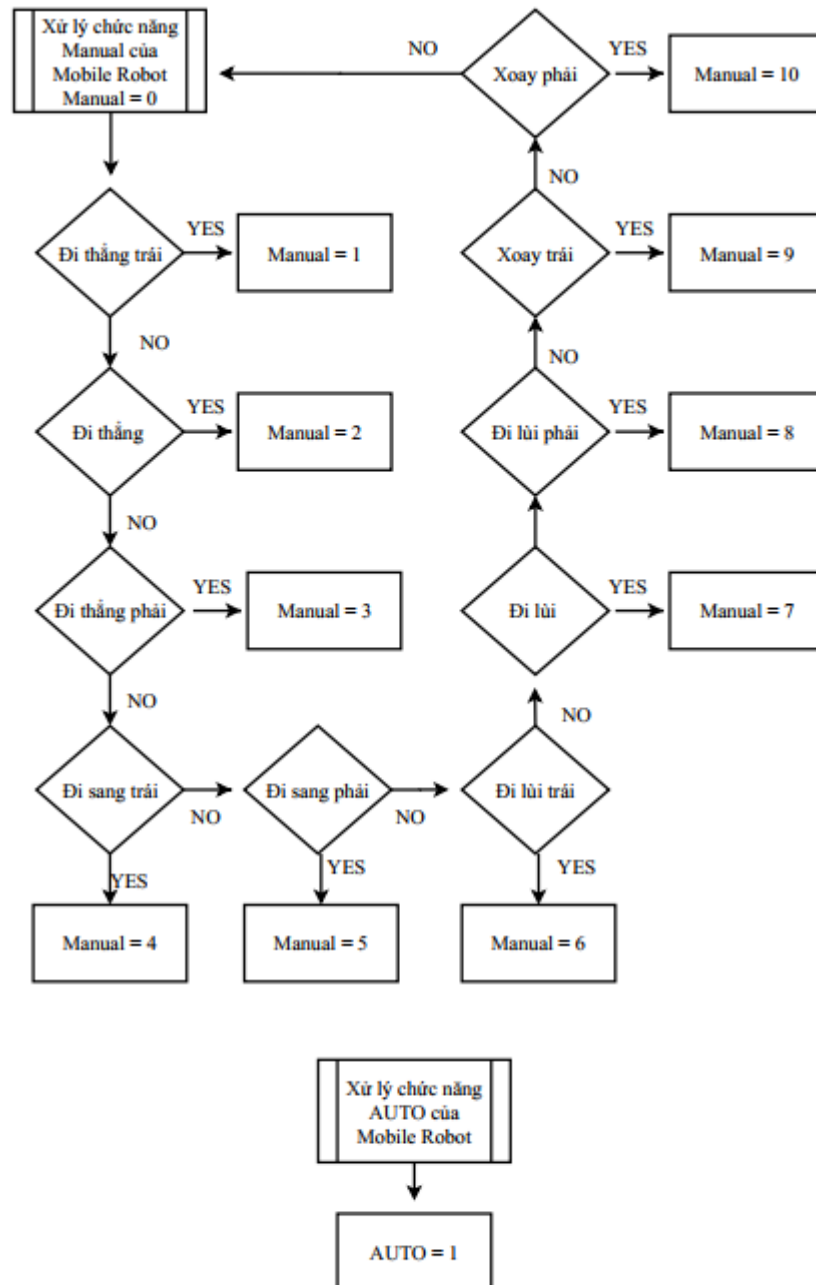 Xử lý chức năng
Manual của
Mobile Robot
Manual = 0
NO
Xoay phải
YES
Manual = 10
NO
Đi thẳng trái
YES
Manual = 1
Xoay trái
YES
Manual = 9
NO
NO
Đi thẳng
YES
Manual = 2
Đi lùi phải
YES
Manual = 8
NO
Đi thẳng phải
YES
Manual = 3
Đi lùi
YES
Manual = 7
NO
NO
Đi sang trái
NO
Đi sang phải
NO
Đi lùi trái
YES
YES
YES
Manual = 4
Manual = 5
Manual = 6
Xử lý chức năng
AUTO của
Mobile Robot
AUTO = 1